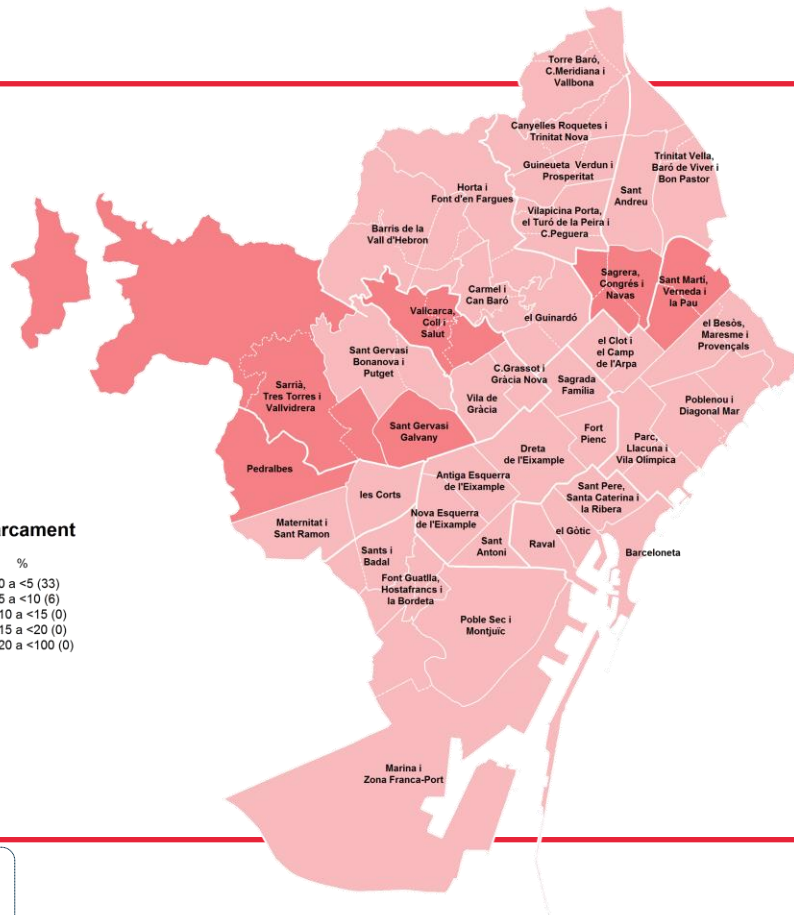 Torre Baró,
C.Meridiana i
Vallbona
Canyelles Roquetes i
Trinitat Nova
Guineueta Verdun i
Prosperitat
Trinitat Vella,
Baró de Viver i
Bon Pastor
Sant
Andreu
Horta i
Font d'en Fargues
Vilapicina Porta,
el Turó de la Peira i
C.Peguera
Barris de la
Vall d'Hebron
Sagrera,
Congrés i
Navas
Sant Martí,
Verneda i
la Pau
Carmel i
Can Baró
Vallcarca,
Coll i
Salut
el Guinardó
el Besòs,
Maresme i
Provençals
el Clot i
el Camp
de l'Arpa
Sant Gervasi
Bonanova i
Putget
C.Grassot i
Gràcia Nova
Sagrada
Família
Sarrià,
Tres Torres i
Vallvidrera
Vila de
Gràcia
Poblenou i
Diagonal Mar
Sant Gervasi
Galvany
Fort
Pienc
Parc,
Llacuna i
Vila Olímpica
Dreta
de l'Eixample
Pedralbes
Antiga Esquerra
de l'Eixample
les Corts
Sant Pere,
Santa Caterina i
la Ribera
Nova Esquerra
de l'Eixample
Maternitat i
Sant Ramon
el Gòtic
Sant
Antoni
Raval
Barceloneta
Sants i
Badal
Font Guatlla,
Hostafrancs i
la Bordeta
Poble Sec i
Montjuïc
Marina i
Zona Franca-Port
%
0 a <5 (33)
5 a <10 (6)
10 a <15 (0)
15 a <20 (0)
20 a <100 (0)